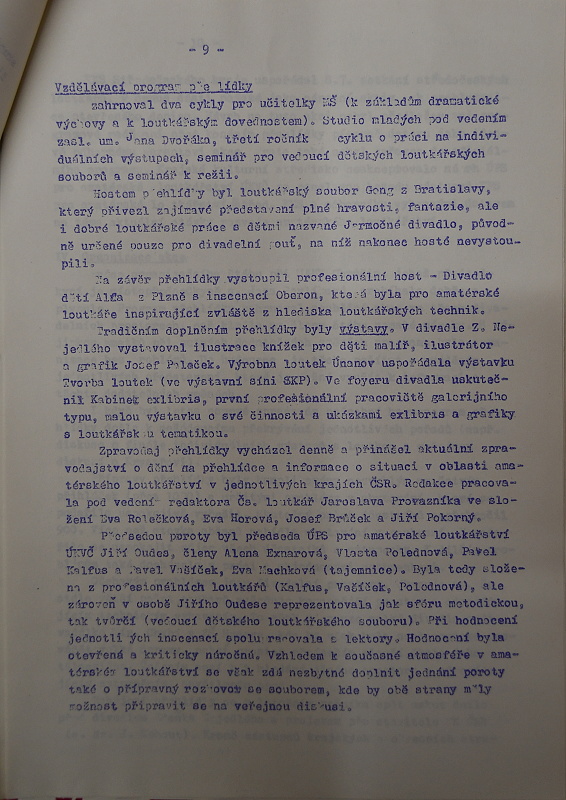 - 9 -
Vzdělávací program přehlídky
zahrnoval dva cykly pro učitelky MŠ (k základům dramatické
výchovy a k loutkářským dovednostem). Studio mladých pod vedením
zasl. um. Jana Dvořáka, třetí ročník cyklu o práci na indivi-
duálních výstupech, seminář pro vedoucí dětských loutkářských
souborů a seminář k režii.
Hostem přehlídky byl loutkářský soubor Gong z Bratislavy,
který přivezl zajímavé představení plné hravosti, fantazie, ale
i dobré loutkářské práce s dětmi nazvané Jarmočné divadlo, původ-
ně určené pouze pro divadelní pouť, na níž nakonec hosté nevystou-
pili.
Na závěr přehlídky vystoupil profesionální host - Divadlo
dětí Alfa z Plzně s inscenací Oberon, která byla pro amatérské
loutkáře inspirující zvláště z hlediska loutkářských technik.
Tradičním doplněním přehlídky byly výstavy. V divadle Z. Ne-
jedlého vystavoval ilustrace knížek pro děti malíř, ilustrátor
a grafik Josef Paleček. Výrobna loutek Únanov uspořádala výstavku
Tvorba loutek (ve výstavní síni SKP). Ve foyeru divadla uskuteč-
nil Kabinet exlibris, první profesionální pracoviště galerijního
typu, malou výstavku o své činnosti a ukázkami exlibris a grafiky
s loutkářskou tematikou.
Zpravodaj přehlídky vycházel denně a přinášel aktuální zpra-
vodajství o dění na přehlídce a informace o situaci v oblasti ama-
térského loutkářství v jednotlivých krajích ČSR. Redakce pracova-
la pod vedením redaktora Čs. loutkář Jaroslava Provazníka ve slo-
žení Eva Rolečková, Eva Horová, Josef Brůček a Jiří Pokorný.
Předsedou poroty byl předseda ÚPS pro amatérské loutkářství
ÚKVČ Jiří Oudes, členy Alena Exnarová, Vlasta Polednová, Pavel
Kalfus a Pavel Vašíček, Eva Machková (tajemnice). Byla tedy slože-
na z profesionálních loutkářů (Kalfus, Vašíček, Polednová), ale
zároveň v osobě Jiřího Oudese reprezentovala jak sféru metodickou,
tak tvůrčí (vedoucí dětského loutkářského souboru). Při hodnocení
jednotlivých inscenací spolupracovala s lektory. Hodnocení byla
otevřená a kriticky náročná. Vzhledem k současné atmosféře v ama-
térském loutkářství se však zdá nezbytné doplnit jednání poroty
také o přípravný rozhovor se souborem, kde by obě strany měly
možnost připravit se na veřejnou diskusi.